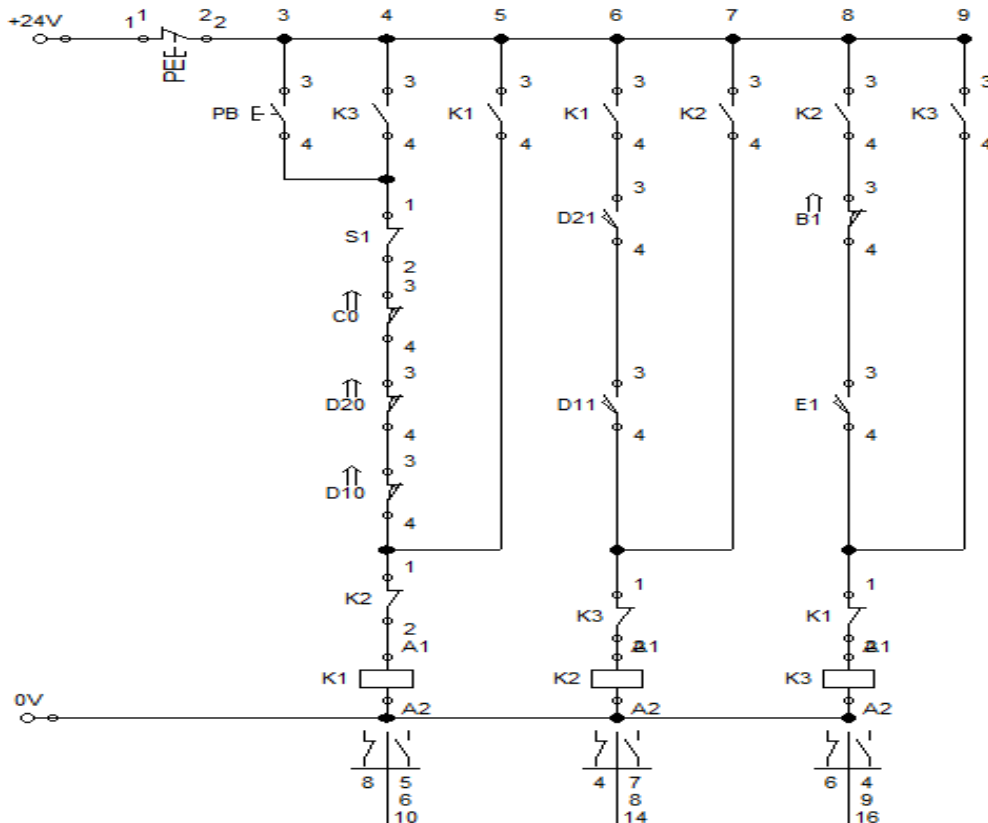 +24V 1 1 2 2 3 4 5 6 7 8 9
PEE
3 3 3 3 3 3 3
PB E K3 K1 K1 K2 K2 K3
4 4 4 4 4 4 4
1 3 3
S1 D21 B1
2 4 4
3
C0
4
3 3 3
D20 D11 E1
4 4 4
3
D10
4
1 1 1
K2 K3 K1
2 2 2
A1 A1 A1
K1 K2 K3
0V A2 A2 A2
8 5 4 7 6 4
6 8 9
10 14 16